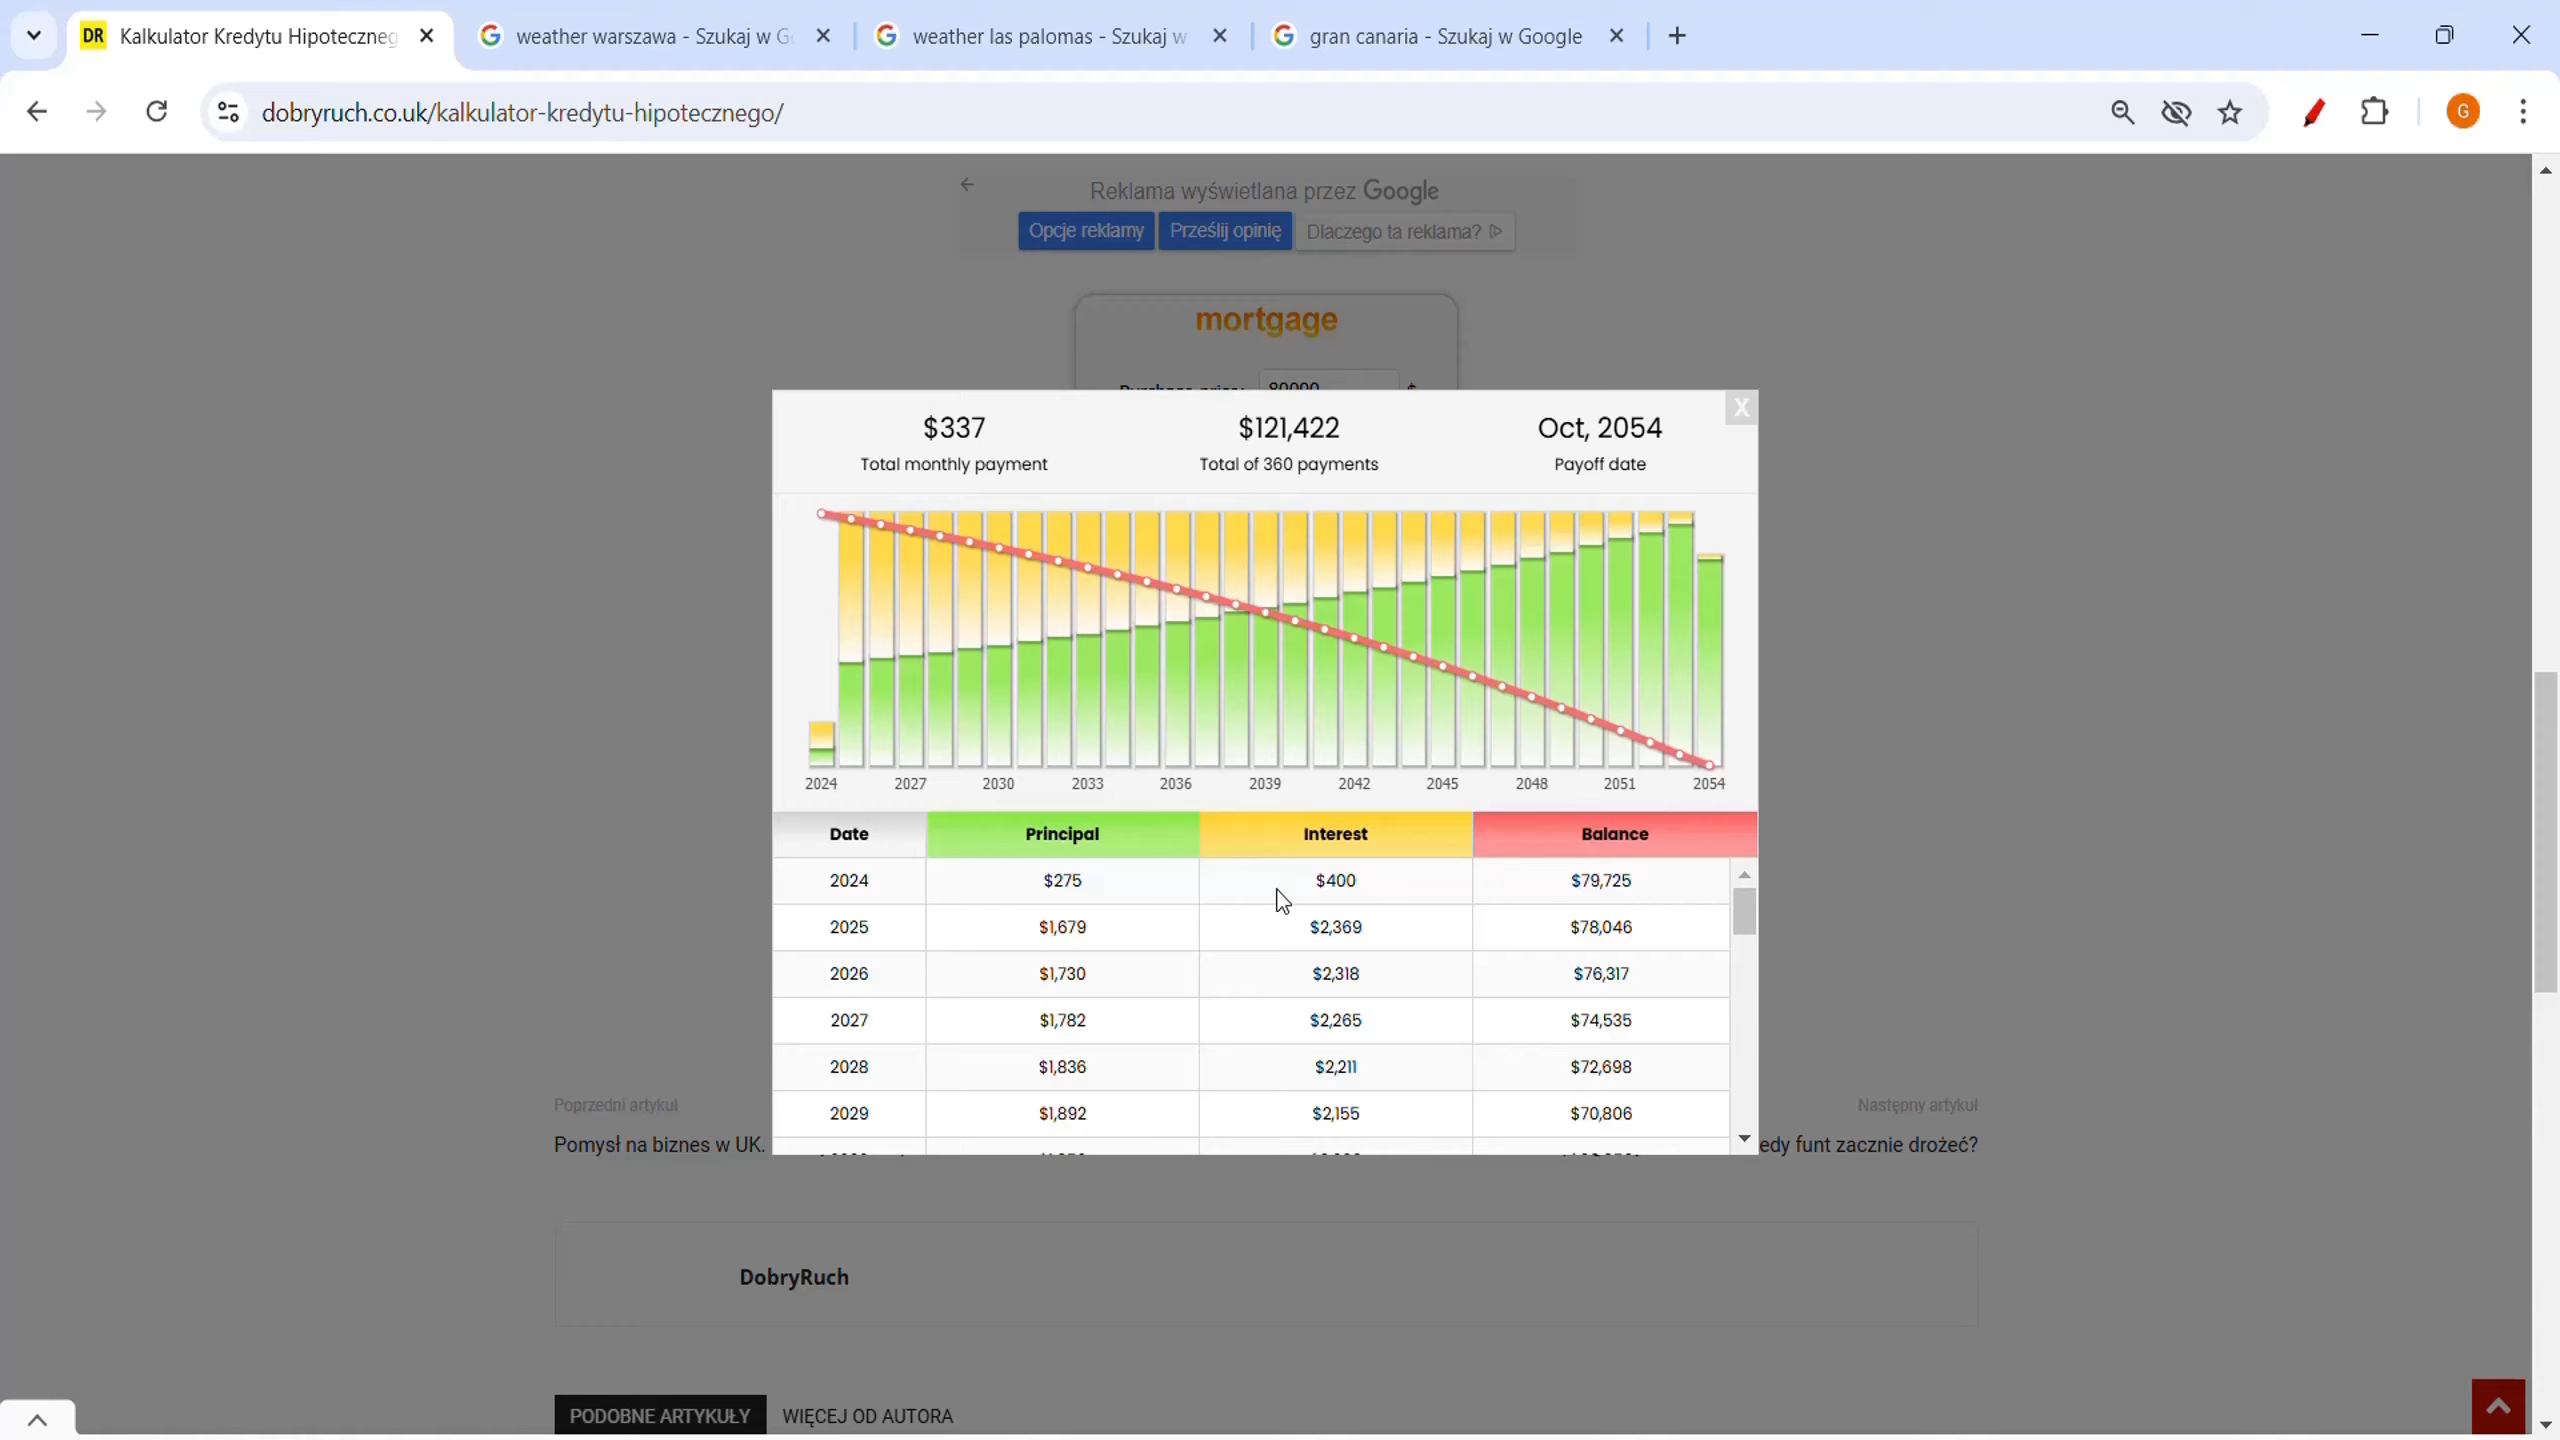 DR Kalkulator Kredytu Hipoteczneg
weather warszawa - Szukaj w G
weather las palomas - Szukaj w
gran canaria - Szukaj w Google
dobryruch.co.uk/kalkulator-kredytu-hipotecznego/
G
Reklama wyświetlana przez Google
Opcje reklamy Prześlij opinię Dlaczego ta reklama?
mortgage
80000 $
X
$337 $121,422 Oct, 2054
Total monthly payment Total of 360 payments Payoff date
2024 2027 2030 2033 2036 2039 2042 2045 2048 2051 2054
Date Principal Interest Balance
2024 $275 $400 $79,725
2025 $1,679 $2,369 $78,046
2026 $1,730 $2,318 $76,317
2027 $1,782 $2,265 $74,535
2028 $1,836 $2,211 $72,698
2029 $1,892 $2,155 $70,806
Poprzedni artykuł Następny artykuł
Pomysł na biznes w UK. edy funt zacznie drożeć?
DobryRuch
PODOBNE ARTYKUŁY WIĘCEJ OD AUTORA